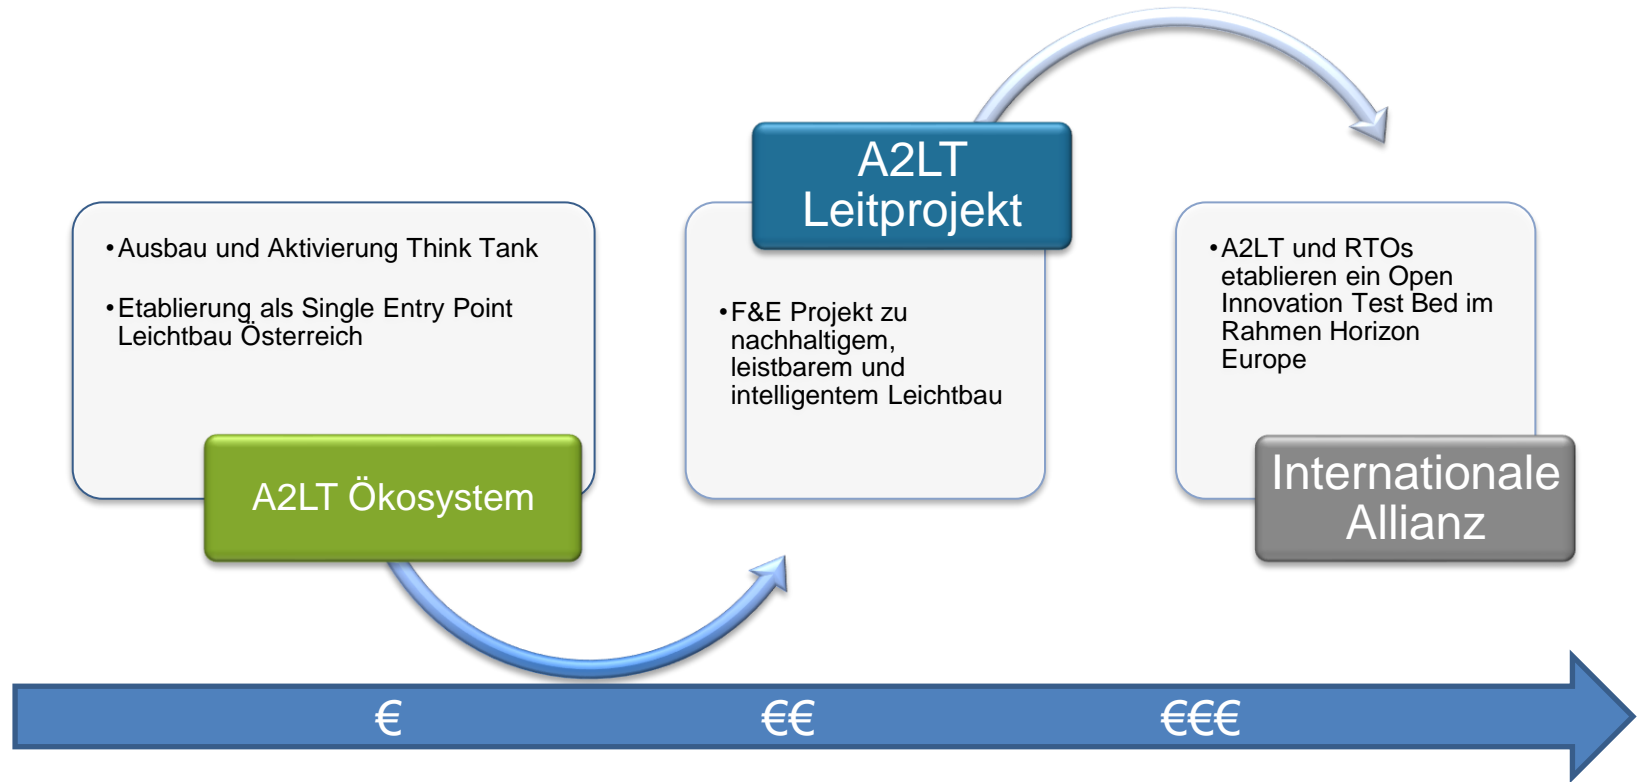 •Ausbau und Aktivierung Think Tank
•Etablierung als Single Entry Point
Leichtbau Österreich
A2LT Ökosystem
A2LT
Leitprojekt
•F&E Projekt zu
nachhaltigem,
leistbarem und
intelligentem Leichtbau
•A2LT und RTOs
etablieren ein Open
Innovation Test Bed im
Rahmen Horizon
Europe
Internationale
Allianz
€
€€
€€€